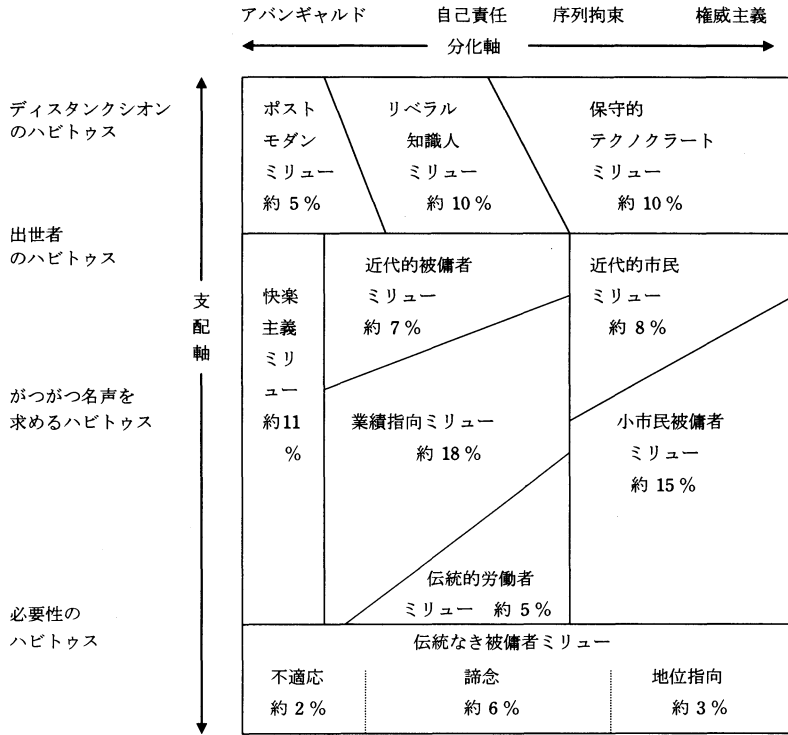 アバンギャルド　自己責任　序列拘束　権威主義
分化軸
ディスタンクシオン
のハビトゥス
出世者
のハビトゥス
がつがつ名声を
求めるハビトゥス
必要性の
ハビトゥス
支
配
軸
ポスト
モダン
ミリュー
約 5 %
リベラル
知識人
ミリュー
約 10 %
保守的
テクノクラート
ミリュー
約 10 %
快楽
主義
ミリ
ュー
約11
%
近代的被傭者
ミリュー
約 7 %
近代的市民
ミリュー
約 8 %
業績指向ミリュー
約 18 %
小市民被傭者
ミリュー
約 15 %
伝統的労働者
ミリュー　約 5 %
伝統なき被傭者ミリュー
不適応　諦念　地位指向
約 2 %　約 6 %　約 3 %